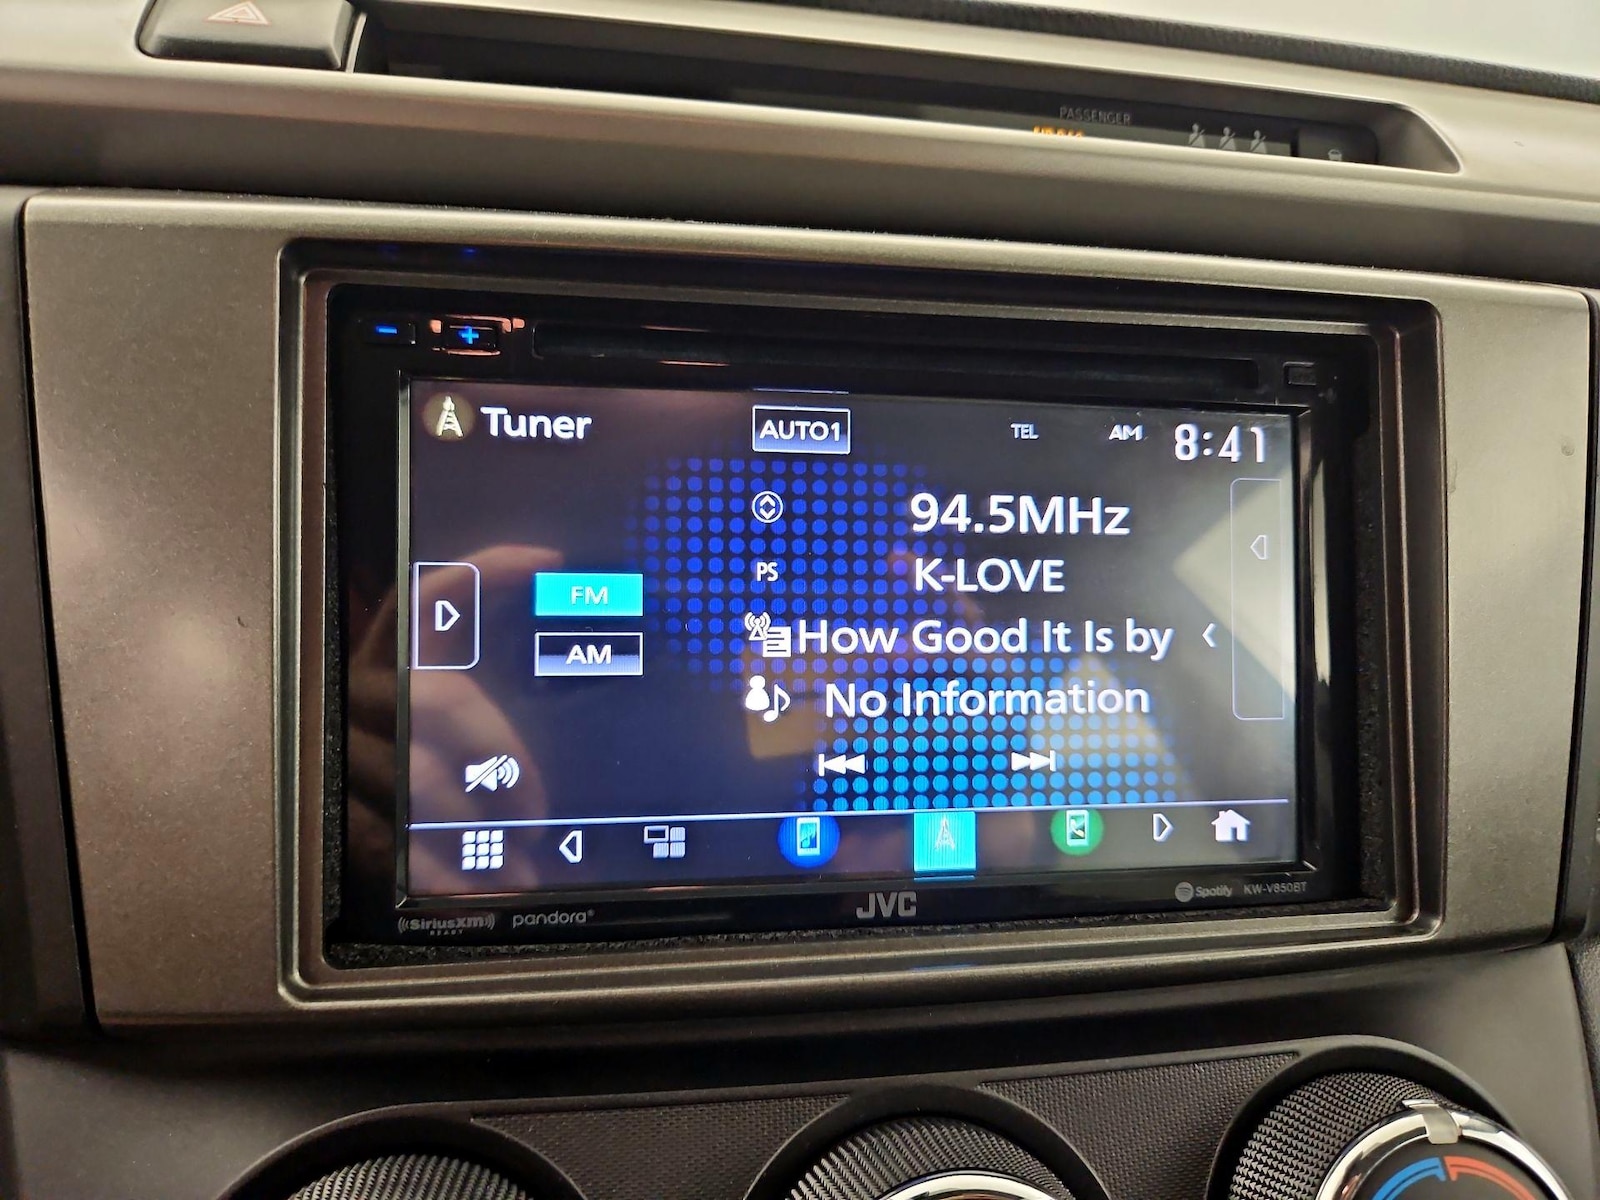 PASSENGER
Tuner
AUTO1
TEL
AM 8:41
94.5MHz
PS K-LOVE
FM
How Good It Is by
AM
No Information
JVC
Spotify KW-V850BT
SiriusXM pandora
READY